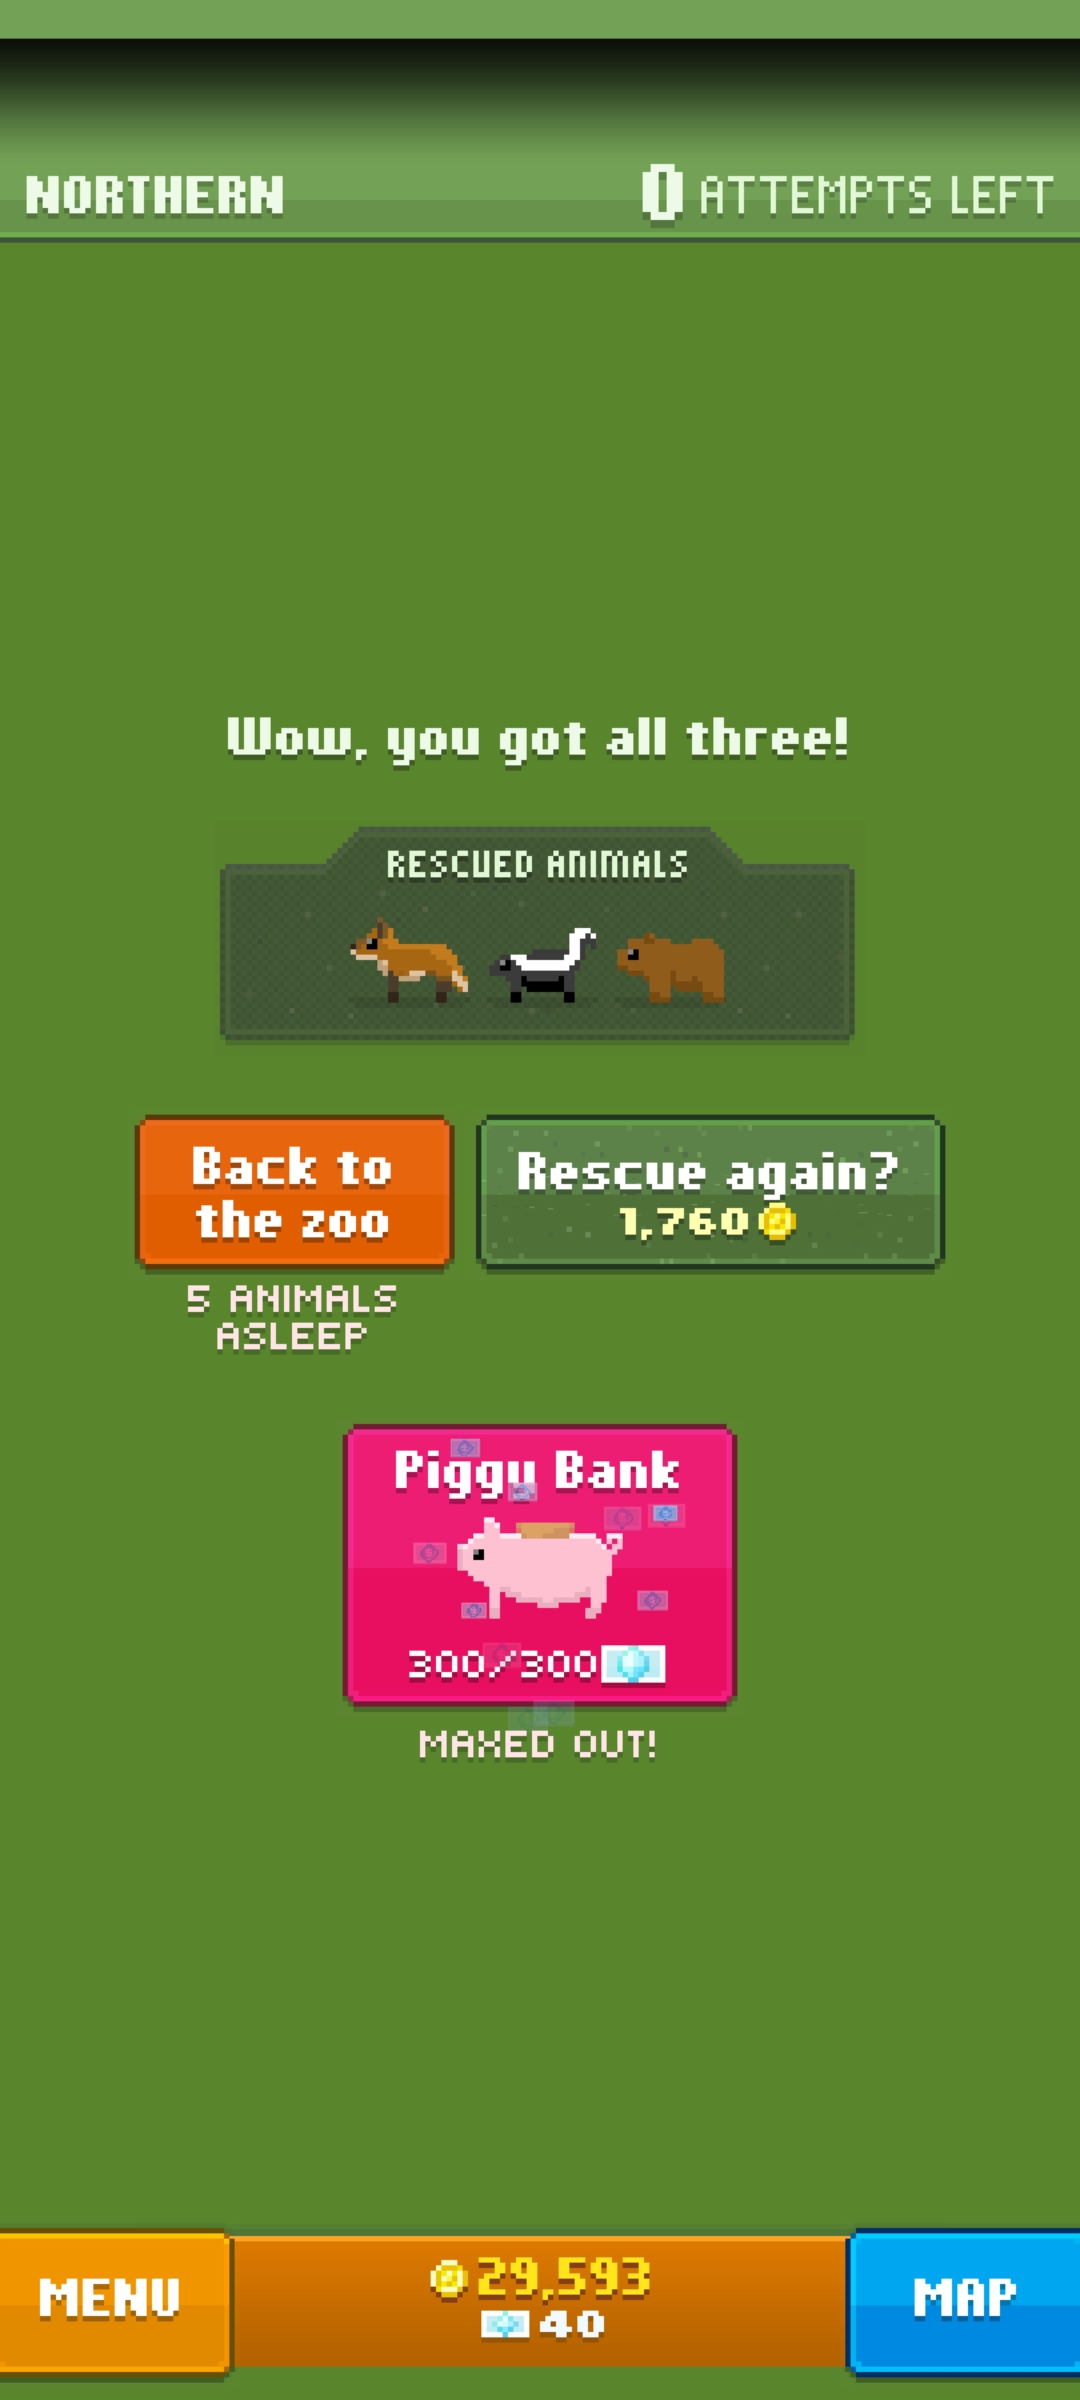 NORTHERN
0 ATTEMPTS LEFT
Wow, you got all three!
RESCUED ANIMALS
Back to
the zoo
Rescue again?
1,760
5 ANIMALS
ASLEEP
Piggy Bank
300/300
MAXED OUT!
MENU
29,593
40
MAP